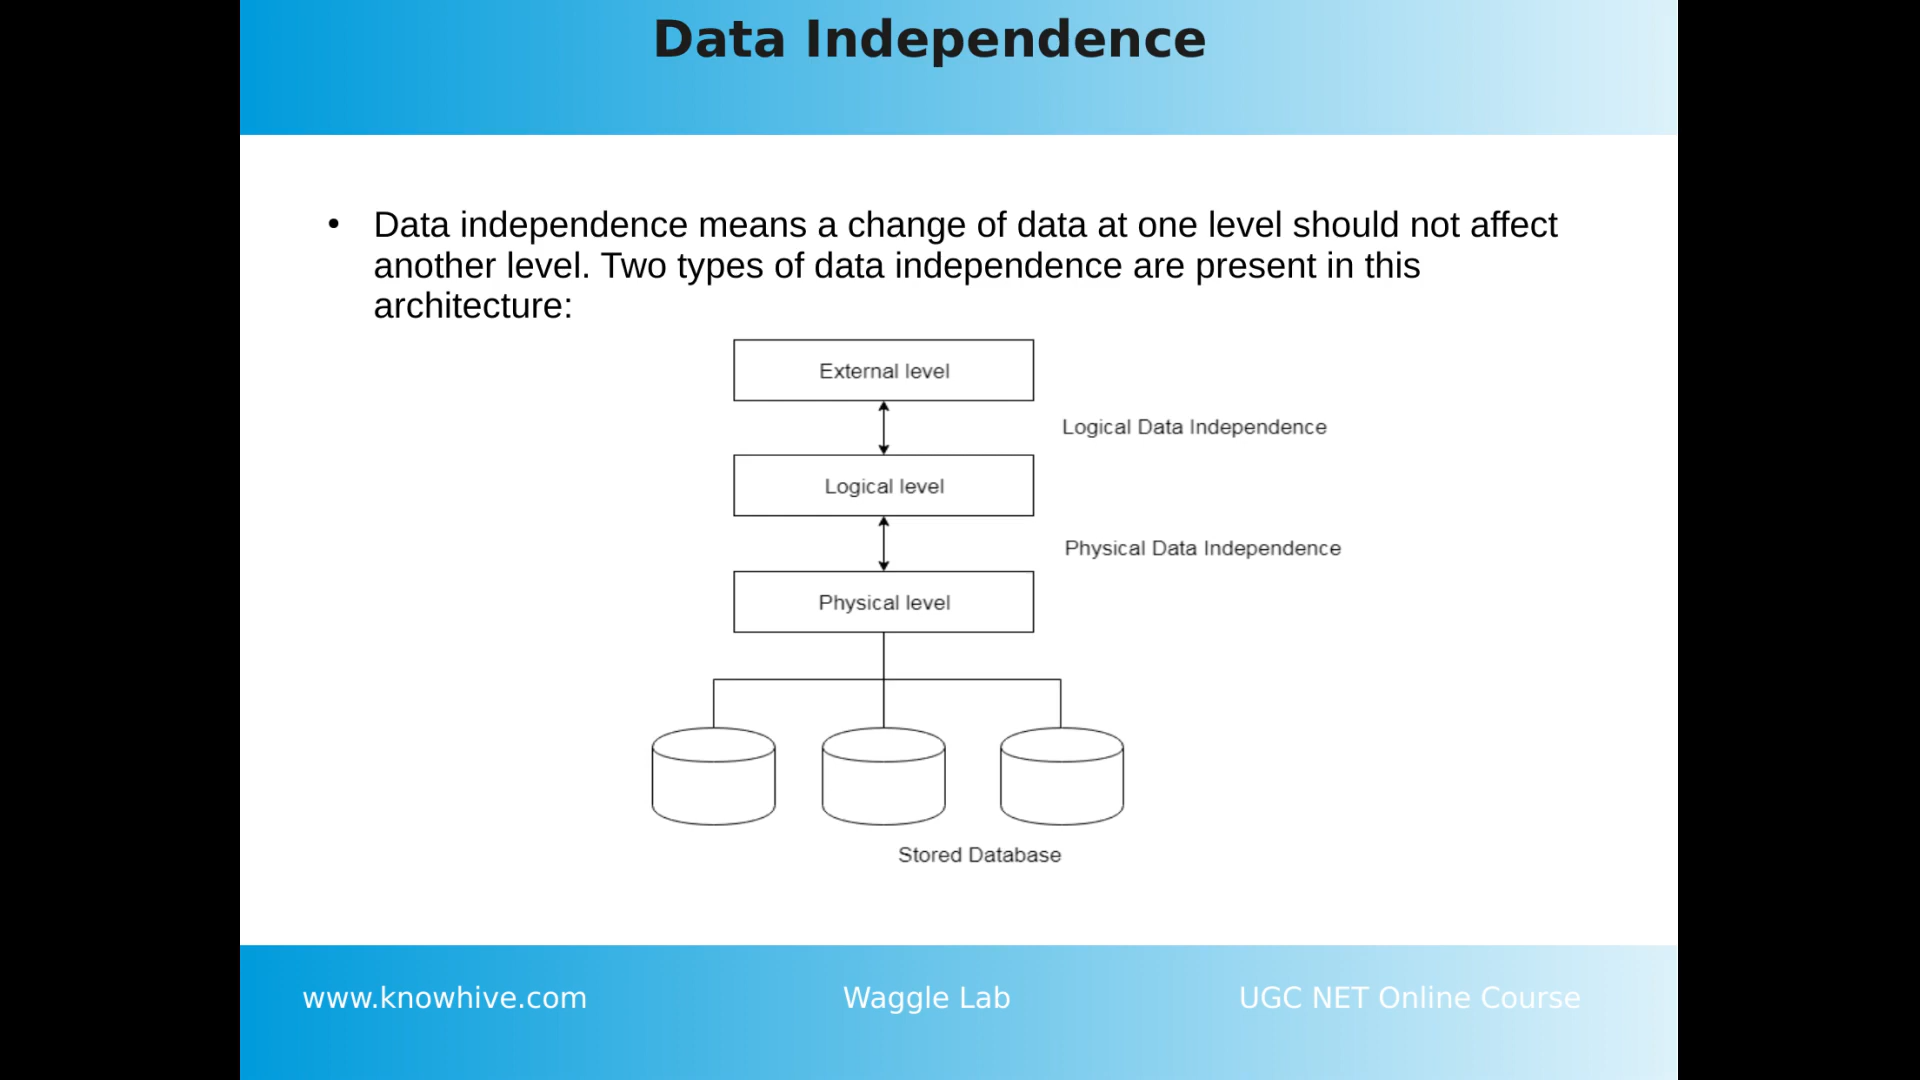 Data Independence
• Data independence means a change of data at one level should not affect
another level. Two types of data independence are present in this
architecture:
External level
Logical Data Independence
Logical level
Physical Data Independence
Physical level
Stored Database
www.knowhive.com
Waggle Lab
UGC NET Online Course